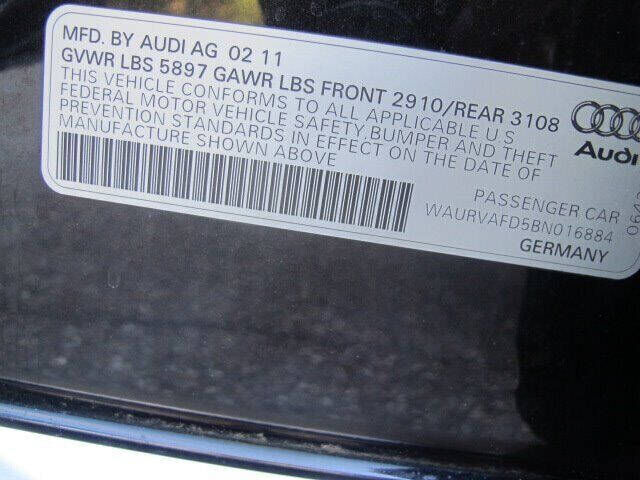 MFD. BY AUDI AG 02 11
GVWR LBS 5897 GAWR LBS FRONT 2910/REAR 3108
THIS VEHICLE CONFORMS TO ALL APPLICABLE U S
FEDERAL MOTOR VEHICLE SAFETY,BUMPER AND THEFT
PREVENTION STANDARDS IN EFFECT ON THE DATE OF
MANUFACTURE SHOWN ABOVE
Audi
PASSENGER CAR
WAURVAFD5BN016884
GERMANY